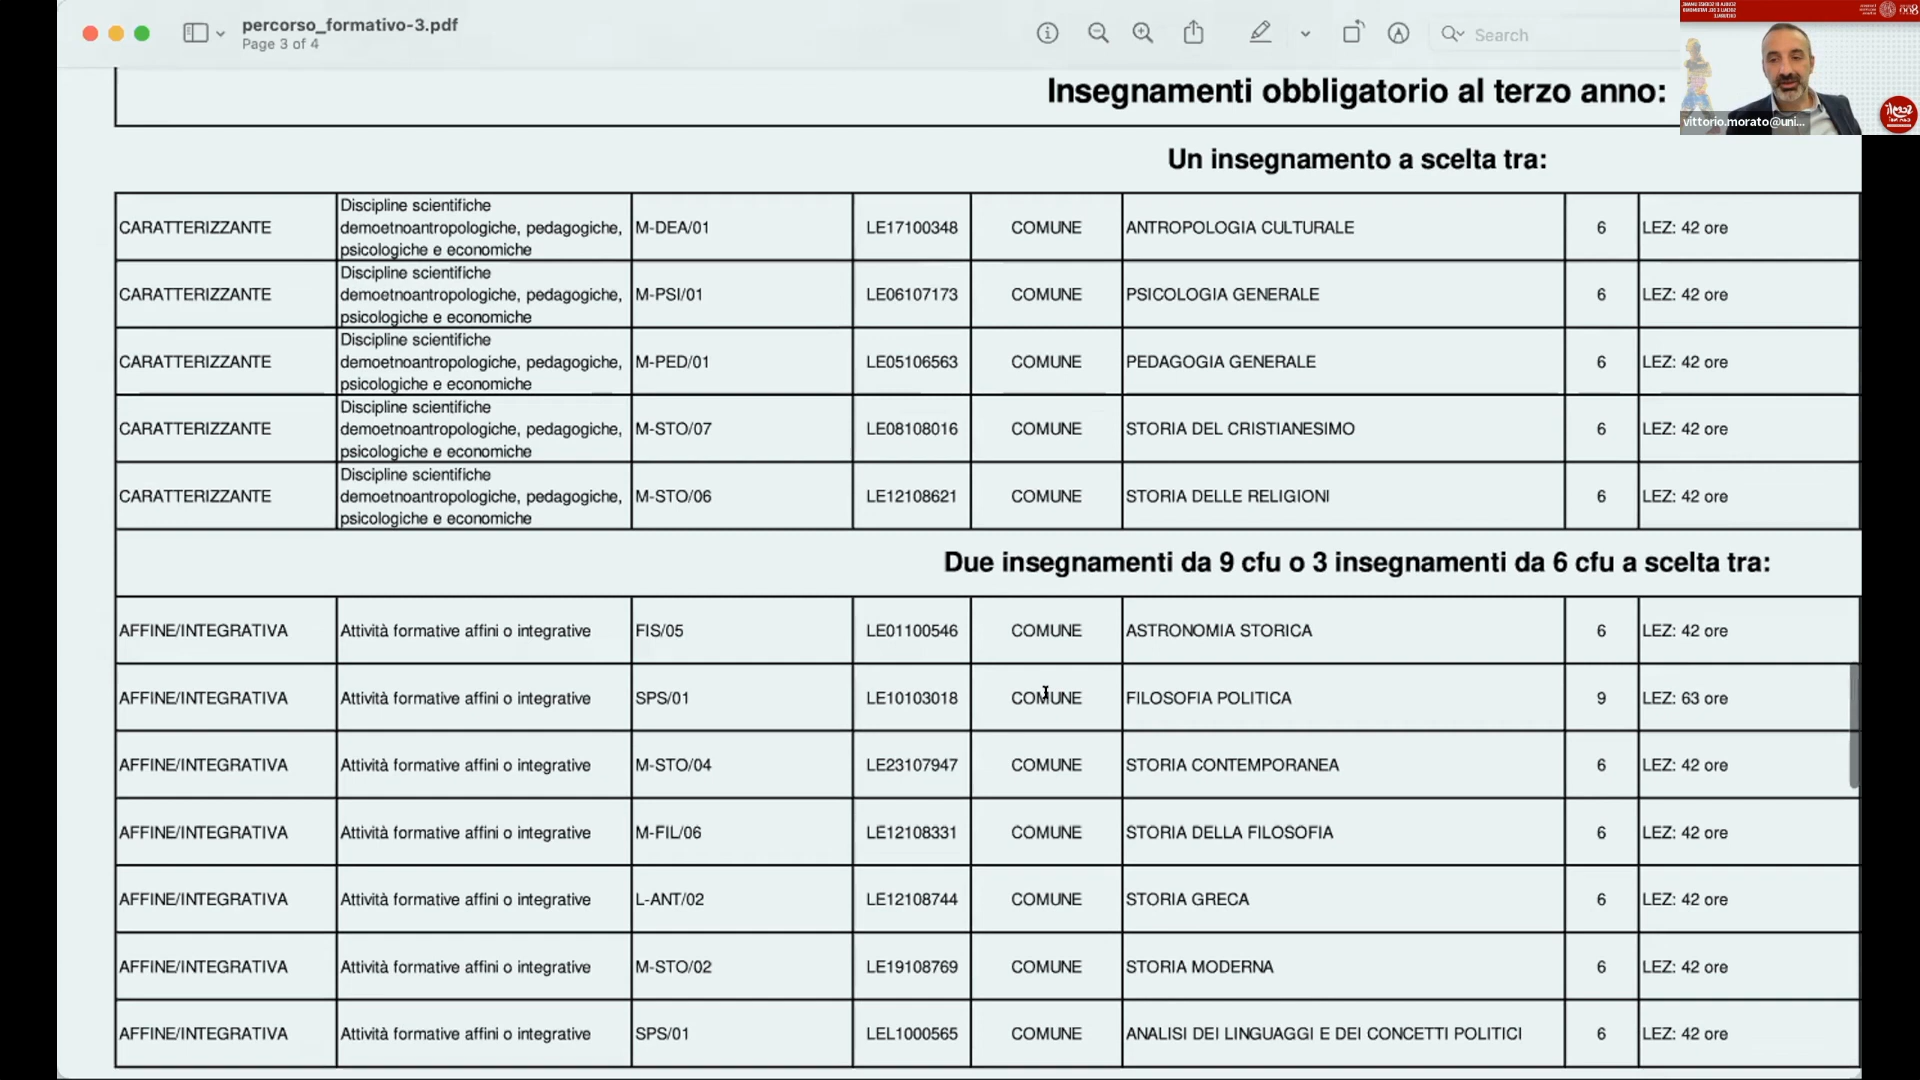 percorso_formativo-3.pdf
Page 3 of 4
Search
vittorio.morato@uni...
Insegnamenti obbligatorio al terzo anno:
Un insegnamento a scelta tra:
CARATTERIZZANTE Discipline scientifiche demoetnoantropologiche, pedagogiche, psicologiche e economiche M-DEA/01 LE17100348 COMUNE ANTROPOLOGIA CULTURALE 6 LEZ: 42 ore
CARATTERIZZANTE Discipline scientifiche demoetnoantropologiche, pedagogiche, psicologiche e economiche M-PSI/01 LE06107173 COMUNE PSICOLOGIA GENERALE 6 LEZ: 42 ore
CARATTERIZZANTE Discipline scientifiche demoetnoantropologiche, pedagogiche, psicologiche e economiche M-PED/01 LE05106563 COMUNE PEDAGOGIA GENERALE 6 LEZ: 42 ore
CARATTERIZZANTE Discipline scientifiche demoetnoantropologiche, pedagogiche, psicologiche e economiche M-STO/07 LE08108016 COMUNE STORIA DEL CRISTIANESIMO 6 LEZ: 42 ore
CARATTERIZZANTE Discipline scientifiche demoetnoantropologiche, pedagogiche, psicologiche e economiche M-STO/06 LE12108621 COMUNE STORIA DELLE RELIGIONI 6 LEZ: 42 ore
Due insegnamenti da 9 cfu o 3 insegnamenti da 6 cfu a scelta tra:
AFFINE/INTEGRATIVA Attività formative affini o integrative FIS/05 LE01100546 COMUNE ASTRONOMIA STORICA 6 LEZ: 42 ore
AFFINE/INTEGRATIVA Attività formative affini o integrative SPS/01 LE10103018 COMUNE FILOSOFIA POLITICA 9 LEZ: 63 ore
AFFINE/INTEGRATIVA Attività formative affini o integrative M-STO/04 LE23107947 COMUNE STORIA CONTEMPORANEA 6 LEZ: 42 ore
AFFINE/INTEGRATIVA Attività formative affini o integrative M-FIL/06 LE12108331 COMUNE STORIA DELLA FILOSOFIA 6 LEZ: 42 ore
AFFINE/INTEGRATIVA Attività formative affini o integrative L-ANT/02 LE12108744 COMUNE STORIA GRECA 6 LEZ: 42 ore
AFFINE/INTEGRATIVA Attività formative affini o integrative M-STO/02 LE19108769 COMUNE STORIA MODERNA 6 LEZ: 42 ore
AFFINE/INTEGRATIVA Attività formative affini o integrative SPS/01 LEL1000565 COMUNE ANALISI DEI LINGUAGGI E DEI CONCETTI POLITICI 6 LEZ: 42 ore